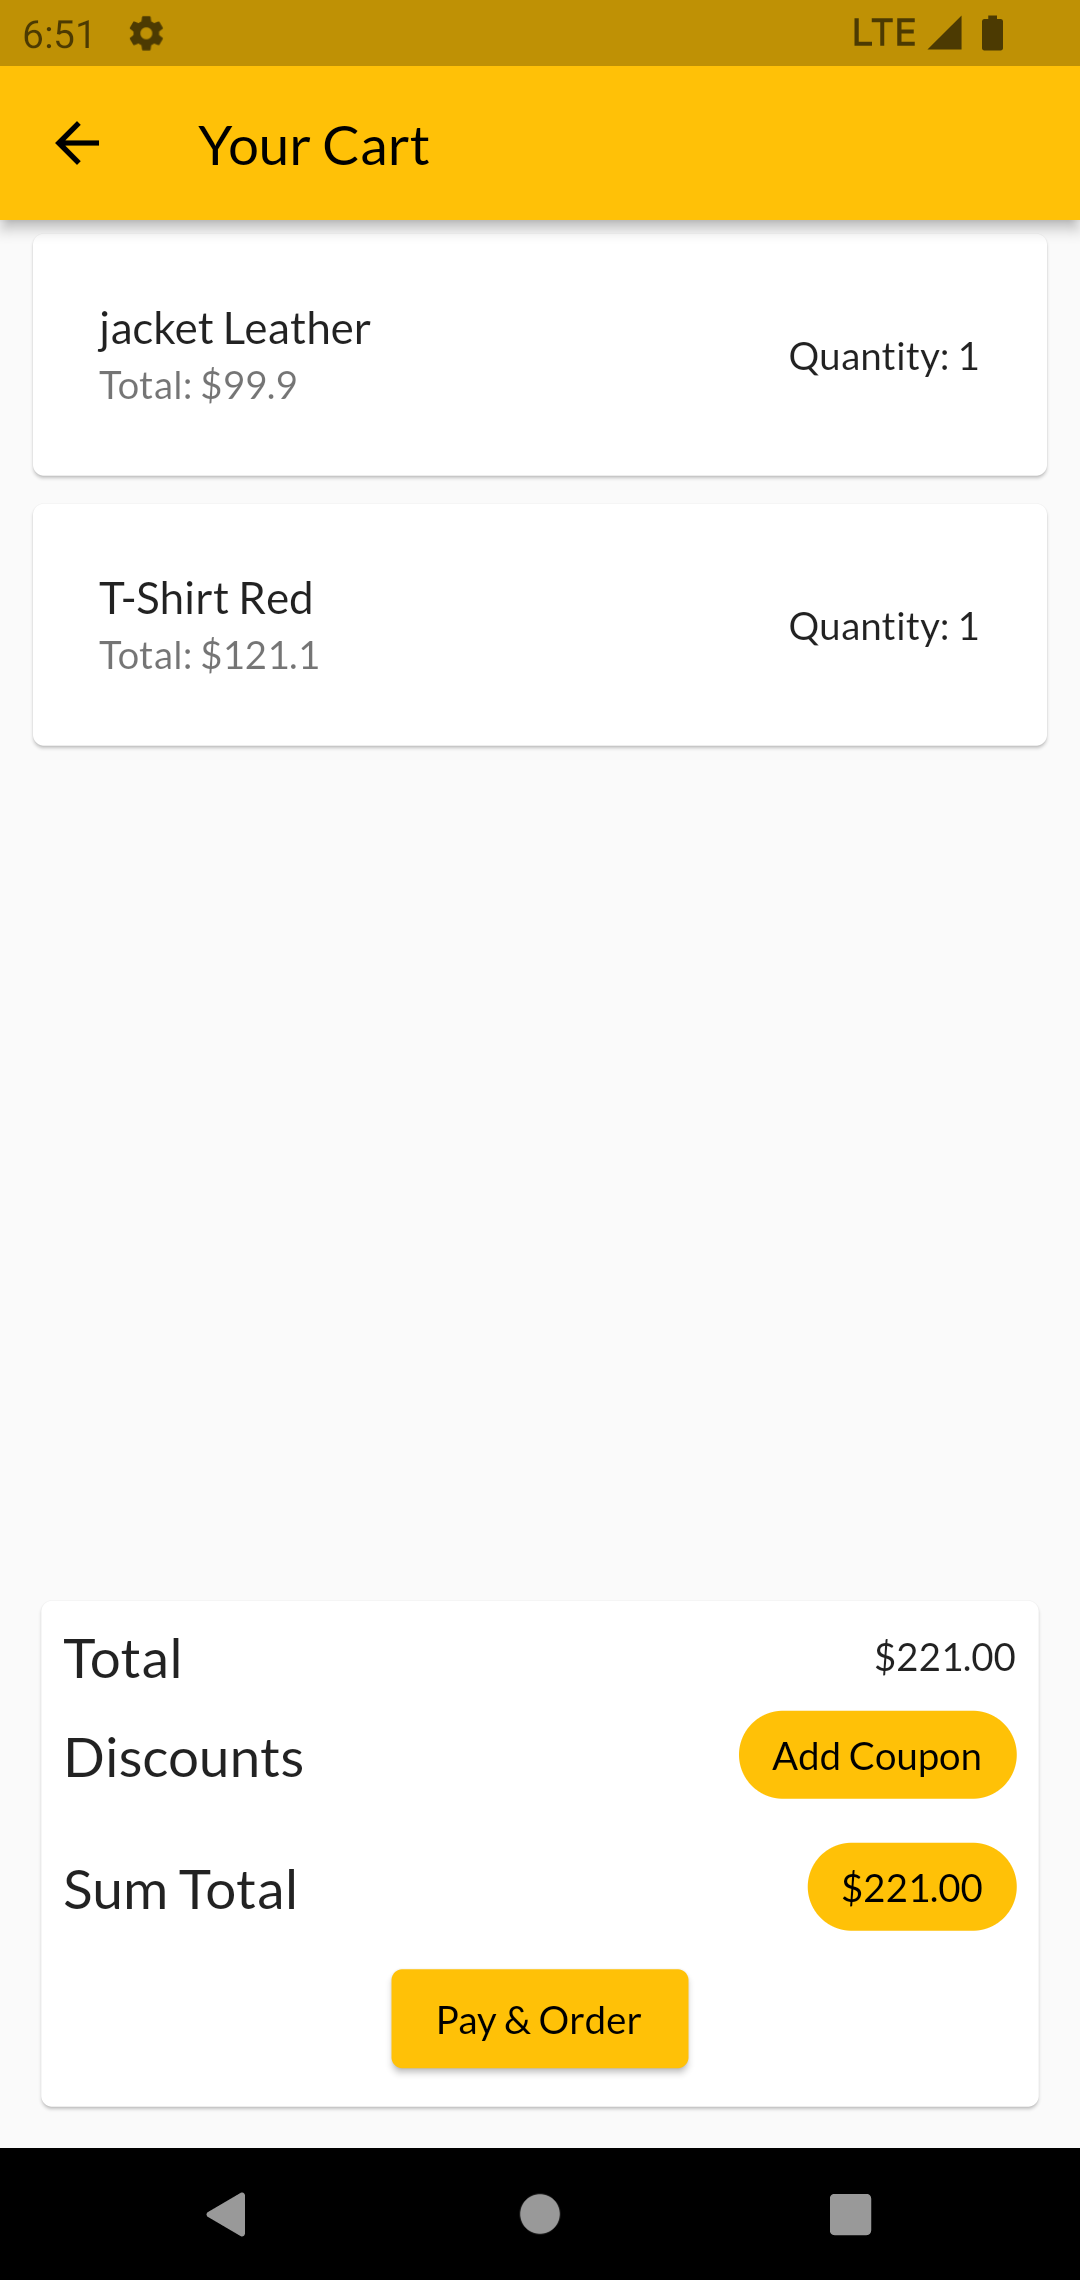 6:51 LTE
Your Cart
jacket Leather
Total: $99.9
Quantity: 1
T-Shirt Red
Total: $121.1
Quantity: 1
Total $221.00
Discounts Add Coupon
Sum Total $221.00
Pay & Order